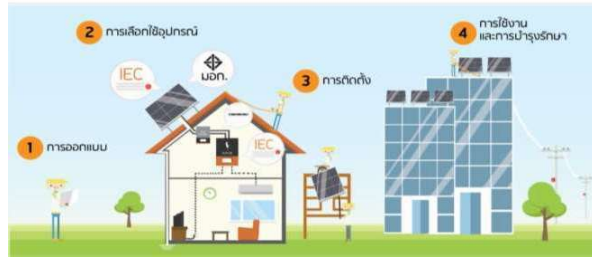 1 การออกแบบ
2 การเลือกใช้อุปกรณ์
IEC
มอก.
3 การติดตั้ง
IEC
4 การใช้งาน
และการบำรุงรักษา